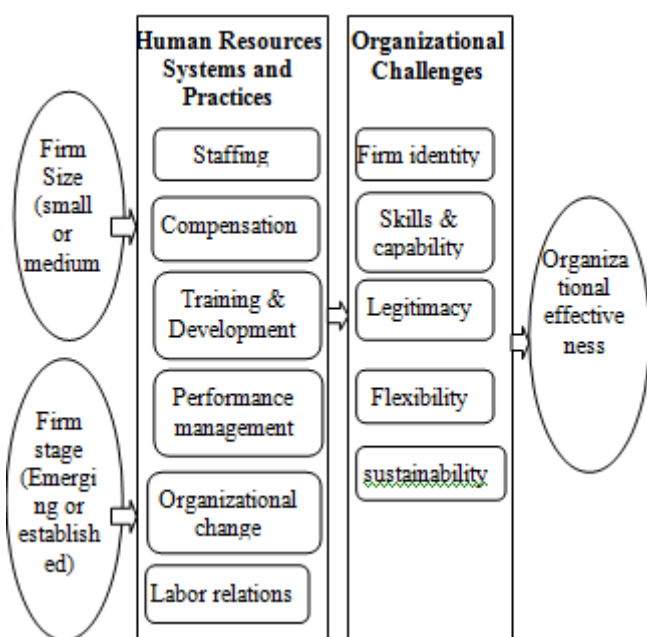 Human Resources
Systems and
Practices
Organizational
Challenges
Firm
Size
(small
or
medium
Firm
stage
(Emergi
ng or
establish
ed)
Staffing
Compensation
Training &
Development
Performance
management
Organizational
change
Labor relations
Firm identity
Skills &
capability
Legitimacy
Flexibility
sustainability
Organiza
tional
effective
ness